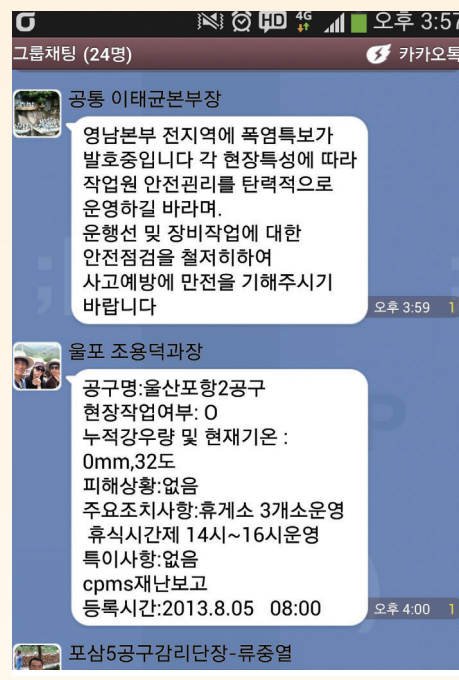 HD 4G 오후 3:57
그룹채팅 (24명) 카카오톡
공통 이태균본부장
영남본부 전지역에 폭염특보가
발호중입니다 각 현장특성에 따라
작업원 안전괸리를 탄력적으로
운영하길 바라며.
운행선 및 장비작업에 대한
안전점검을 철저히하여
사고예방에 만전을 기해주시기
바랍니다
오후 3:59 1
울포 조용덕과장
공구명:울산포항2공구
현장작업여부: O
누적강우량 및 현재기온 :
0mm,32도
피해상황:없음
주요조치사항:휴게소 3개소운영
휴식시간제 14시~16시운영
특이사항:없음
cpms재난보고
등록시간:2013.8.05 08:00
오후 4:00 1
포삼5공구감리단장-류중열